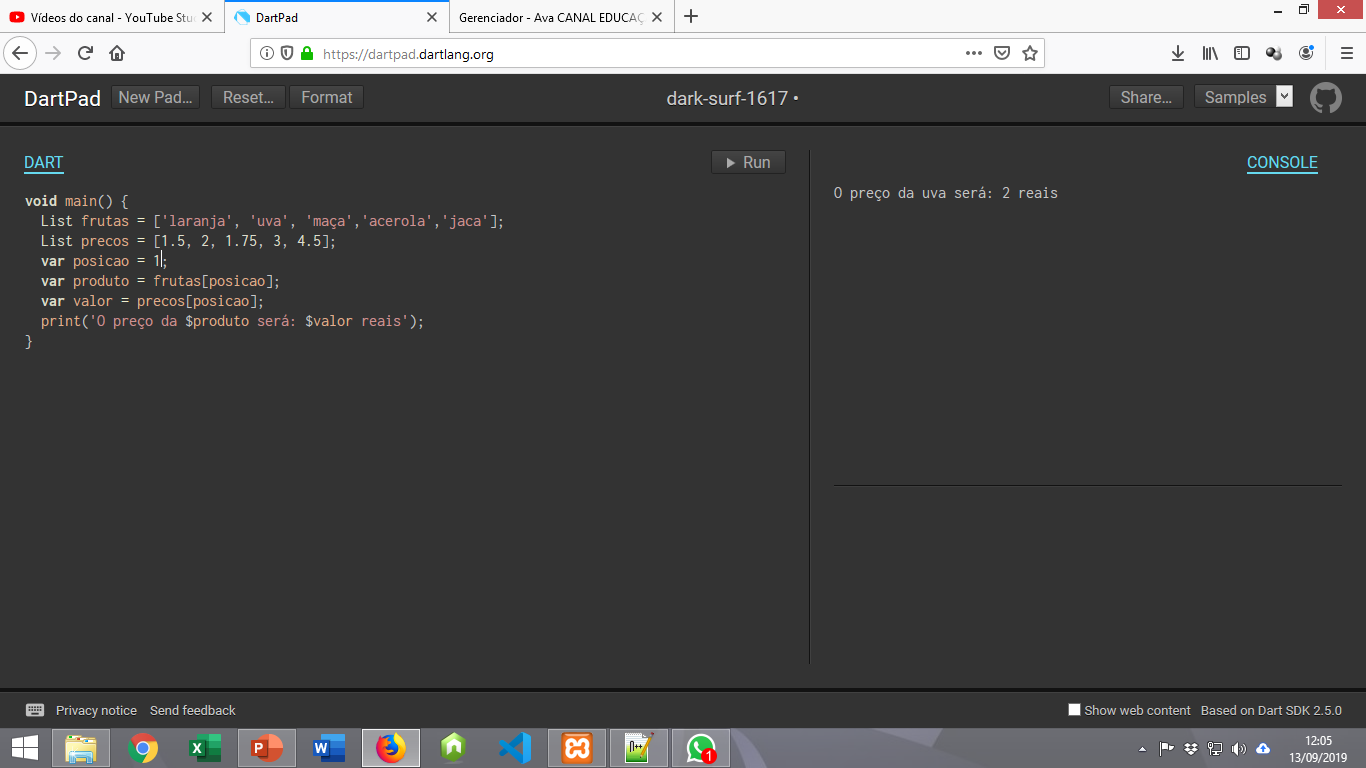 Vídeos do canal - YouTube Stu
DartPad
Gerenciador - Ava CANAL EDUCAÇ
https://dartpad.dartlang.org
DartPad
New Pad...
Reset...
Format
dark-surf-1617 •
Share...
Samples
DART
Run
CONSOLE
void main() {
List frutas = ['laranja', 'uva', 'maça','acerola','jaca'];
List precos = [1.5, 2, 1.75, 3, 4.5];
var posicao = 1;
var produto = frutas[posicao];
var valor = precos[posicao];
print('O preço da $produto será: $valor reais');
}
O preço da uva será: 2 reais
Privacy notice
Send feedback
Show web content
Based on Dart SDK 2.5.0
1
12:05
13/09/2019